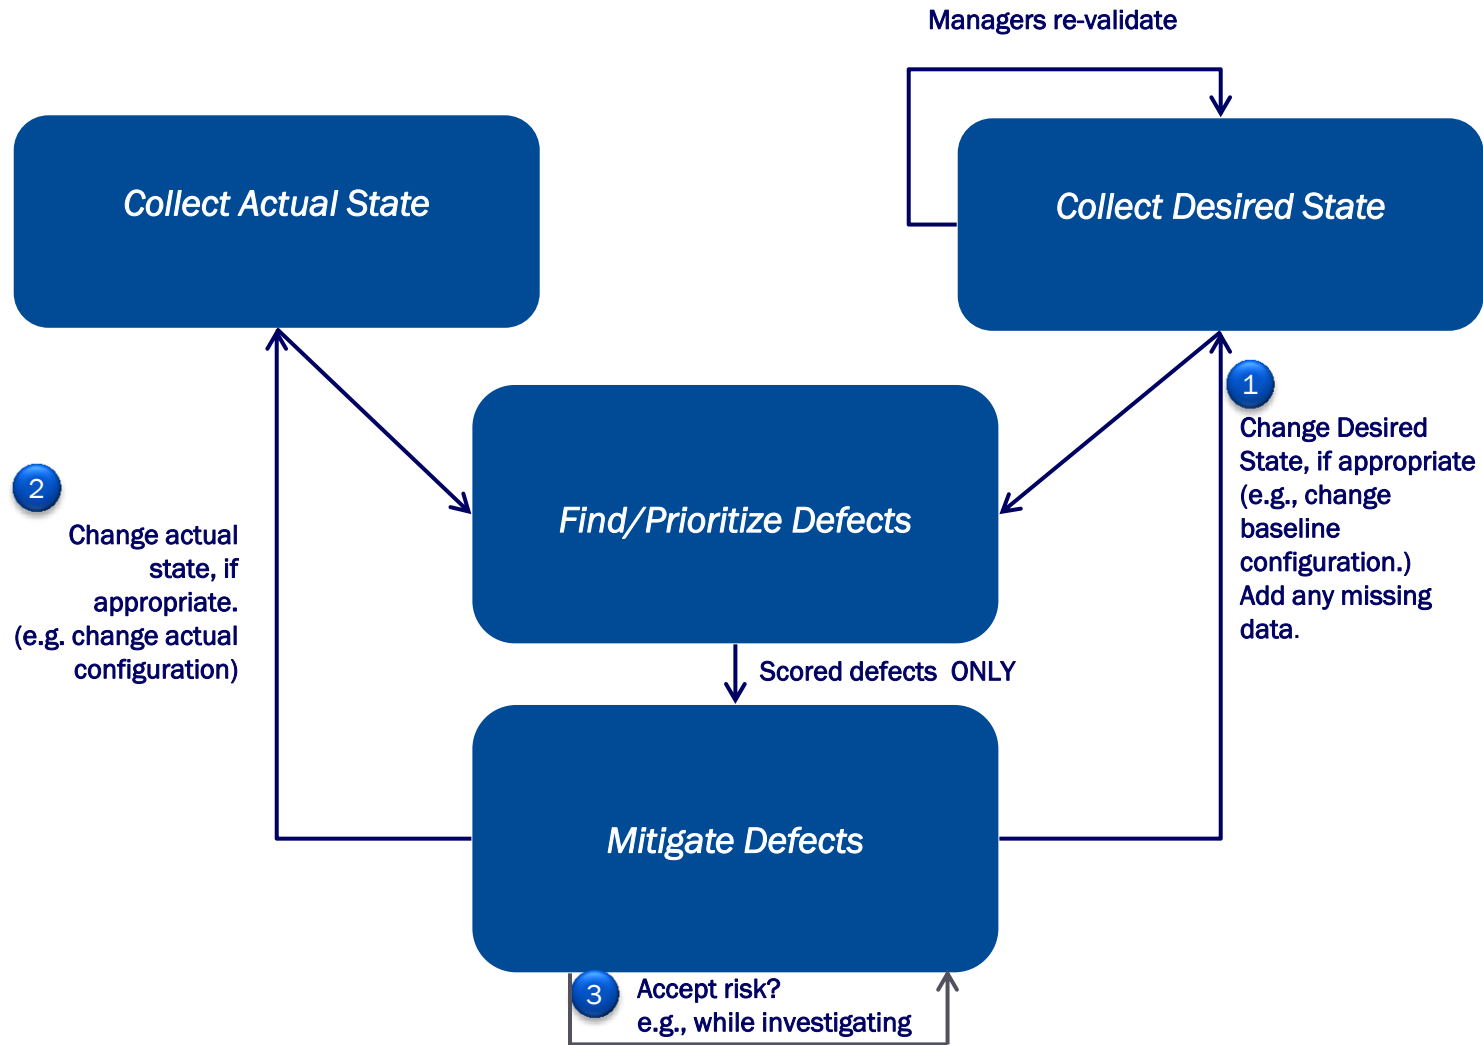 Managers re-validate
Collect Actual State
Collect Desired State
1
Change Desired
State, if appropriate
(e.g., change
baseline
configuration.)
Add any missing
data.
2
Change actual
state, if
appropriate.
(e.g. change actual
configuration)
Find/Prioritize Defects
Scored defects ONLY
Mitigate Defects
3
Accept risk?
e.g., while investigating